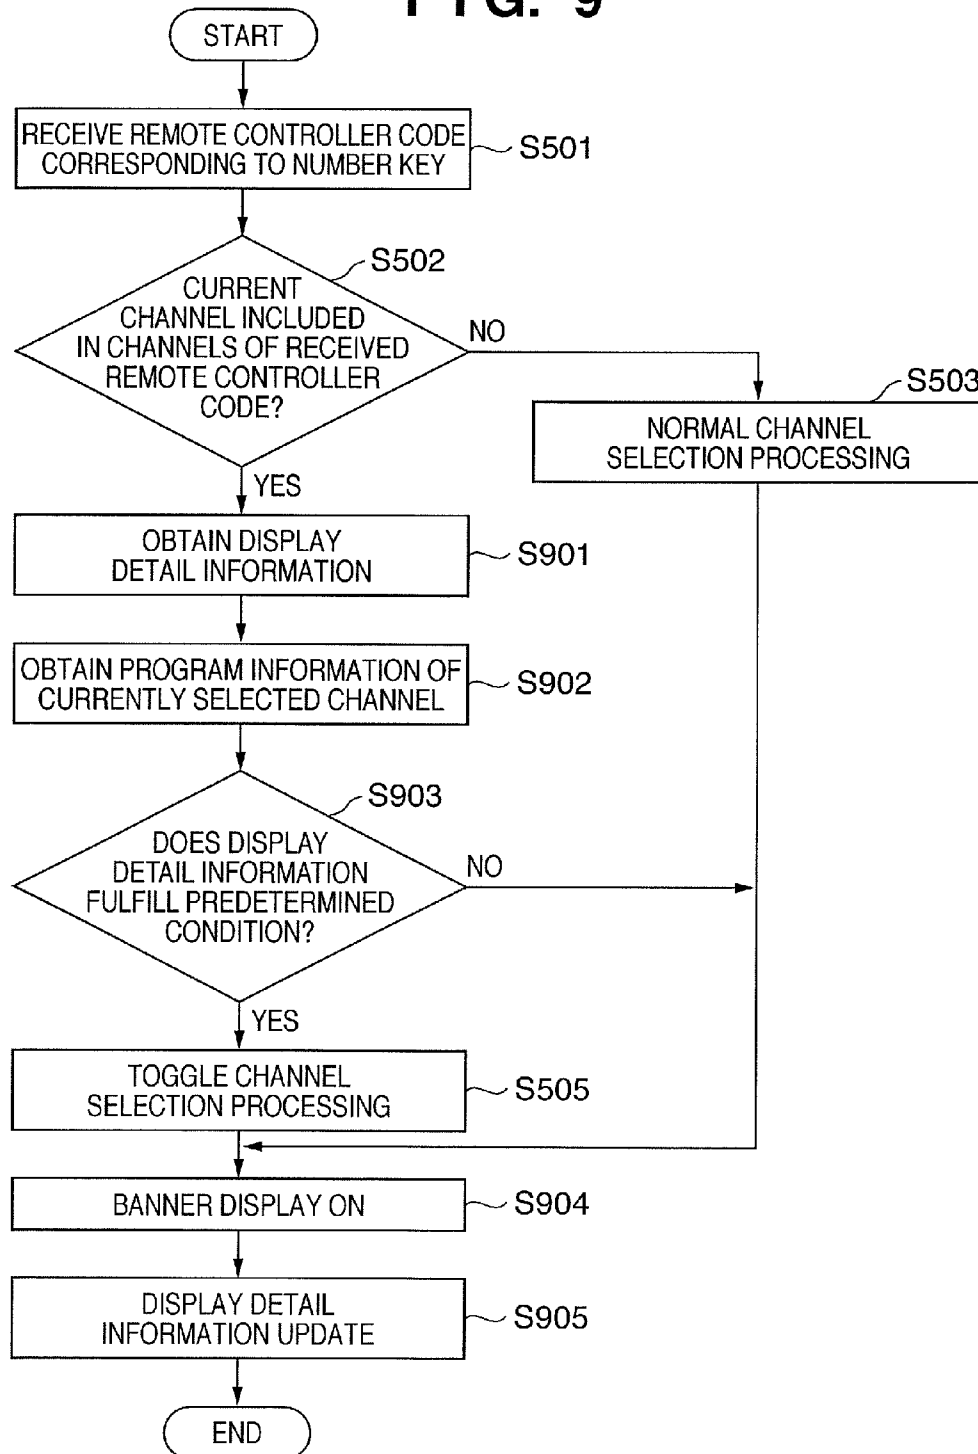 FIG. 9
START
RECEIVE REMOTE CONTROLLER CODE
CORRESPONDING TO NUMBER KEY
S501
S502
CURRENT
CHANNEL INCLUDED
IN CHANNELS OF RECEIVED
REMOTE CONTROLLER
CODE?
NO
S503
NORMAL CHANNEL
SELECTION PROCESSING
YES
OBTAIN DISPLAY
DETAIL INFORMATION
S901
OBTAIN PROGRAM INFORMATION OF
CURRENTLY SELECTED CHANNEL
S902
S903
DOES DISPLAY
DETAIL INFORMATION
FULFILL PREDETERMINED
CONDITION?
NO
YES
TOGGLE CHANNEL
SELECTION PROCESSING
S505
BANNER DISPLAY ON
S904
DISPLAY DETAIL
INFORMATION UPDATE
S905
END